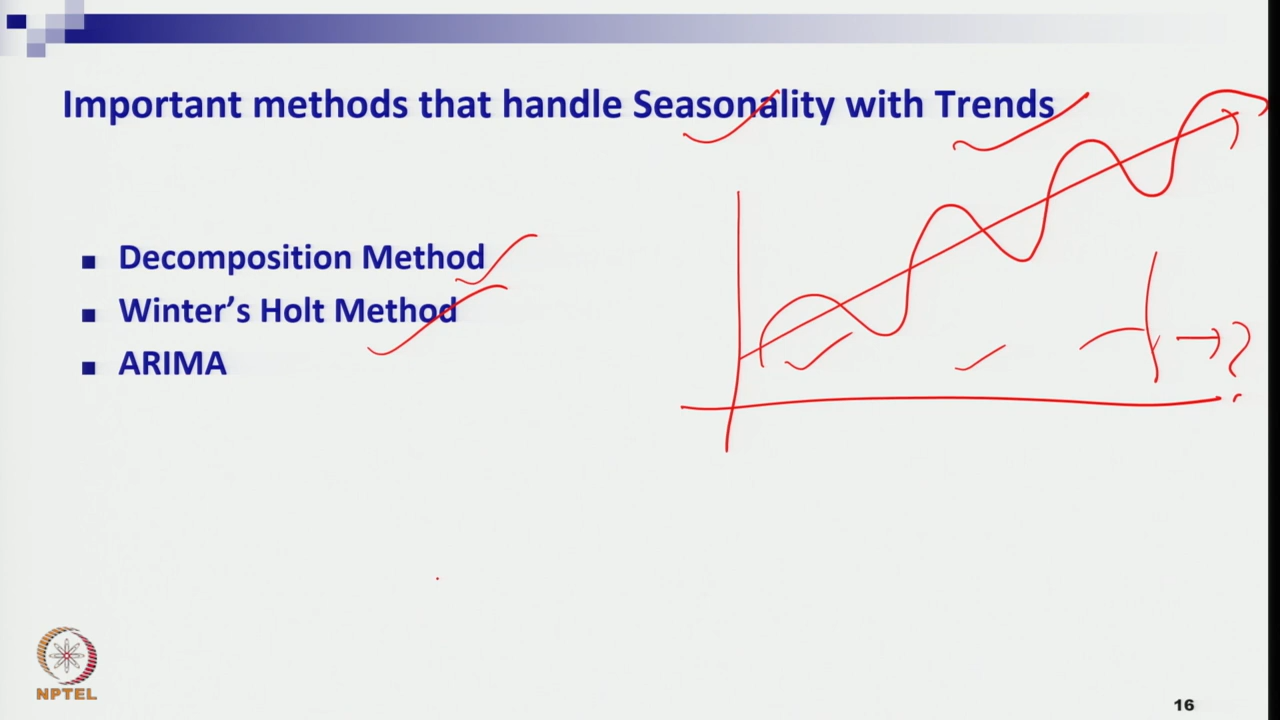 Important methods that handle Seasonality with Trends
Decomposition Method
Winter's Holt Method
ARIMA
?
NPTEL
16